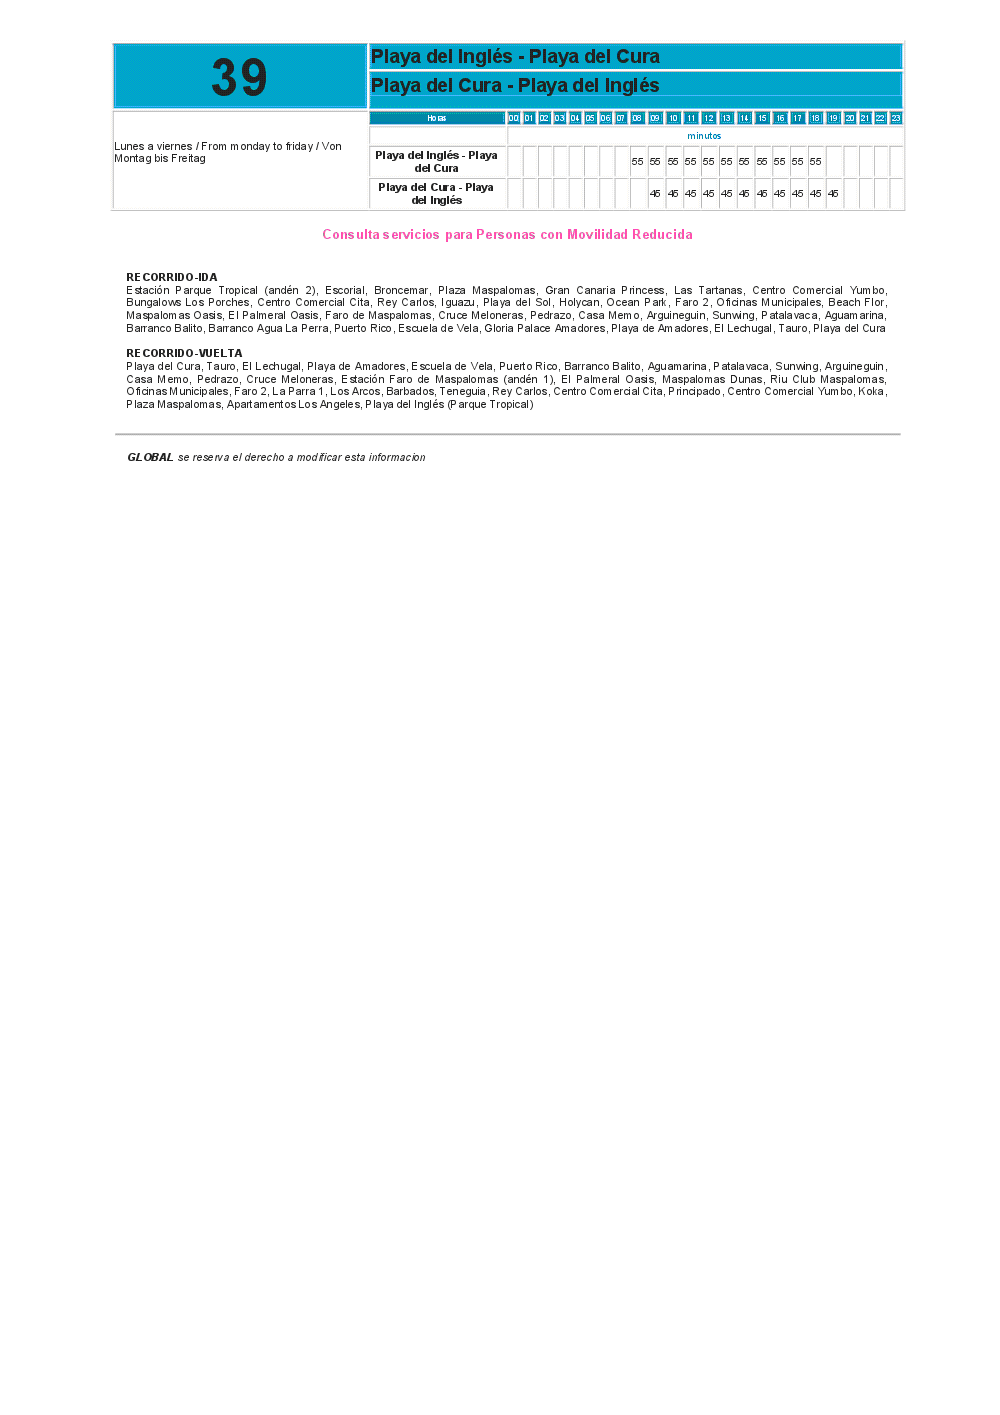 39
Playa del Inglés - Playa del Cura
Playa del Cura - Playa del Inglés
Lunes a viernes / From monday to friday / Von
Montag bis Freitag
Horas 00 01 02 03 04 05 06 07 08 09 10 11 12 13 14 15 16 17 18 19 20 21 22 23
minutos
Playa del Inglés - Playa
del Cura
55 55 55 55 55 55 55 55 55 55 55
Playa del Cura - Playa
del Inglés
45 45 45 45 45 45 45 45 45 45 45
Consulta servicios para Personas con Movilidad Reducida
RECORRIDO-IDA
Estación Parque Tropical (andén 2), Escorial, Broncemar, Plaza Maspalomas, Gran Canaria Princess, Las Tartanas, Centro Comercial Yumbo,
Bungalows Los Porches, Centro Comercial Cita, Rey Carlos, Iguazu, Playa del Sol, Holycan, Ocean Park, Faro 2, Oficinas Municipales, Beach Flor,
Maspalomas Oasis, El Palmeral Oasis, Faro de Maspalomas, Cruce Meloneras, Pedrazo, Casa Memo, Arguineguin, Sunwing, Patalavaca, Aguamarina,
Barranco Balito, Barranco Agua La Perra, Puerto Rico, Escuela de Vela, Gloria Palace Amadores, Playa de Amadores, El Lechugal, Tauro, Playa del Cura
RECORRIDO-VUELTA
Playa del Cura, Tauro, El Lechugal, Playa de Amadores, Escuela de Vela, Puerto Rico, Barranco Balito, Aguamarina, Patalavaca, Sunwing, Arguineguin,
Casa Memo, Pedrazo, Cruce Meloneras, Estación Faro de Maspalomas (andén 1), El Palmeral Oasis, Maspalomas Dunas, Riu Club Maspalomas,
Oficinas Municipales, Faro 2, La Parra 1, Los Arcos, Barbados, Teneguia, Rey Carlos, Centro Comercial Cita, Principado, Centro Comercial Yumbo, Koka,
Plaza Maspalomas, Apartamentos Los Angeles, Playa del Inglés (Parque Tropical)
GLOBAL se reserva el derecho a modificar esta informacion